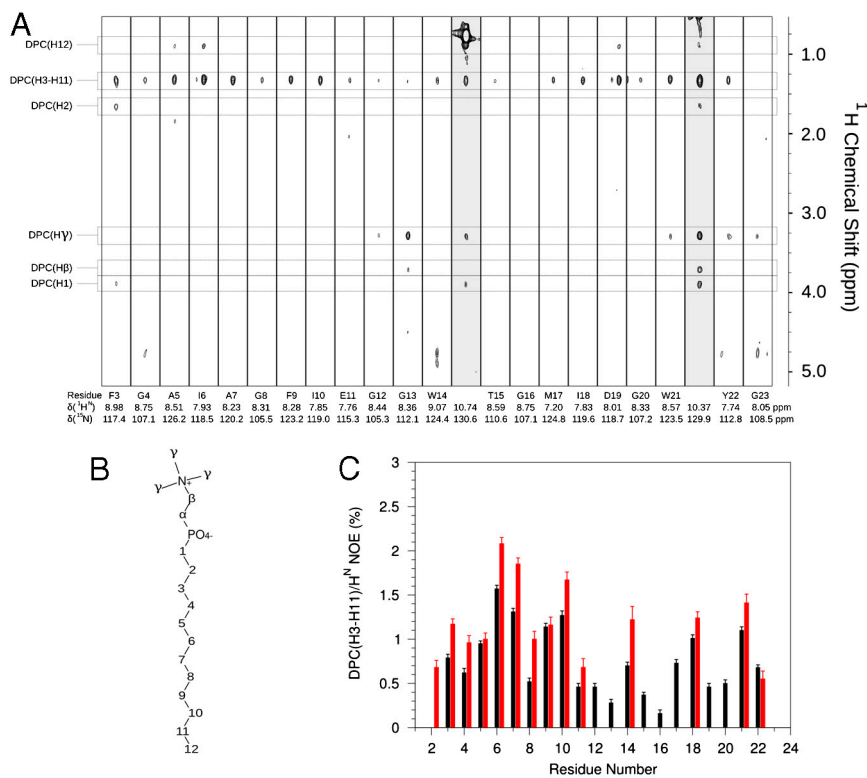 A
DPC(H12)
DPC(H3-H11)
DPC(H2)
DPC(Hγ)
DPC(Hβ)
DPC(H1)
1.0
2.0
3.0
4.0
5.0
¹H Chemical Shift (ppm)
Residue F3 G4 A5 I6 A7 G8 F9 I10 E11 G12 G13 W14 T15 G16 M17 I18 D19 G20 W21 Y22 G23
δ(¹Hᴺ) 8.98 8.75 8.51 7.93 8.23 8.31 8.28 7.85 7.76 8.44 8.36 9.07 10.74 8.59 8.75 7.20 7.83 8.01 8.33 8.57 10.37 7.74 8.05 ppm
δ(¹⁵N) 117.4 107.1 126.2 118.5 120.2 105.5 123.2 119.0 115.3 105.3 112.1 124.4 130.6 110.6 107.1 124.8 119.6 118.7 107.2 123.5 129.9 112.8 108.5 ppm
B
γ
γ N+ γ
β
α
PO4-
1
2
3
4
5
6
7
8
9
10
11
12
C
DPC(H3-H11)/Hᴺ NOE (%)
3
2.5
2
1.5
1
0.5
0
2 4 6 8 10 12 14 16 18 20 22 24
Residue Number